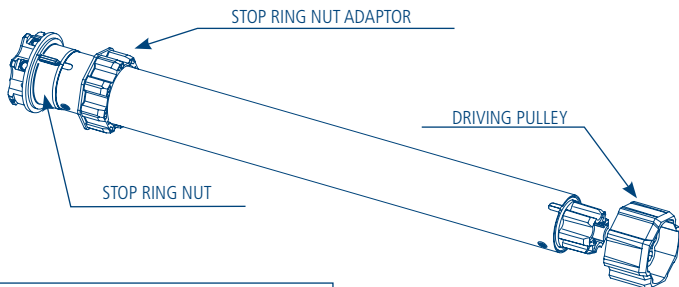 STOP RING NUT ADAPTOR
DRIVING PULLEY
STOP RING NUT